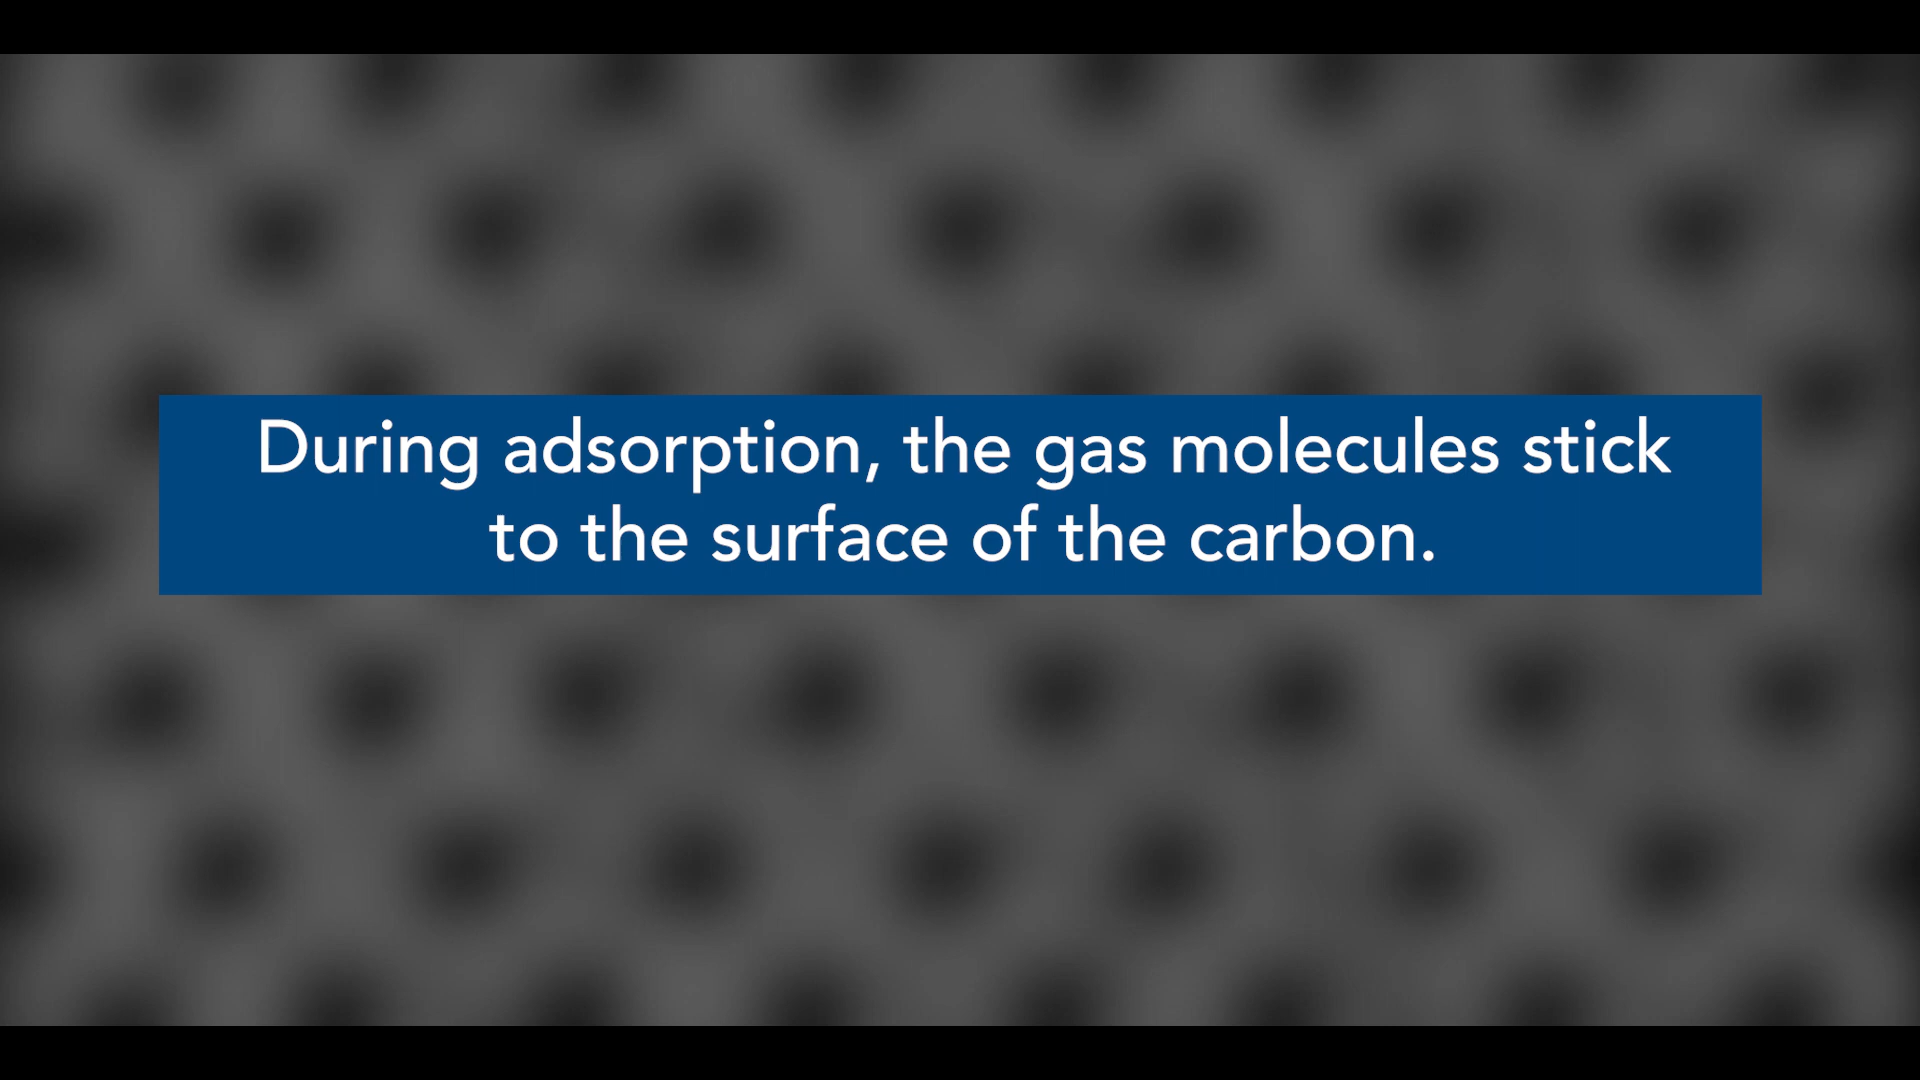 During adsorption, the gas molecules stick
to the surface of the carbon.